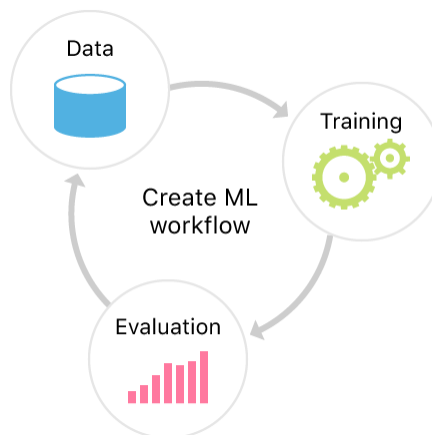 Data
Training
Create ML
workflow
Evaluation